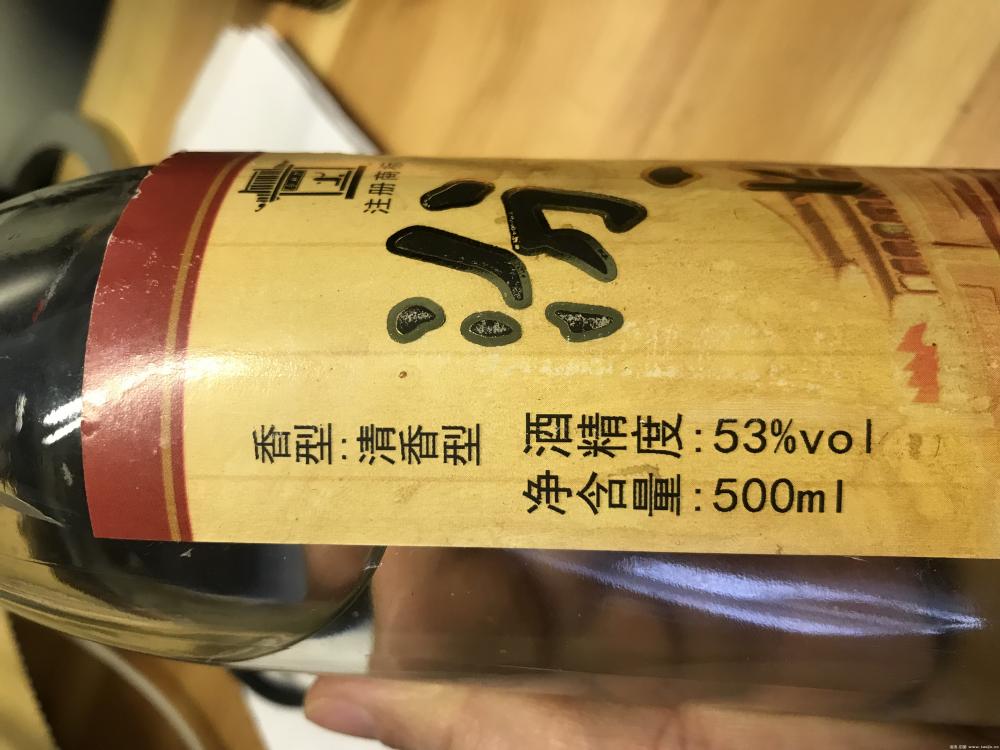 注册商标
汾
香型:清香型
酒精度:53%vol
净含量:500ml